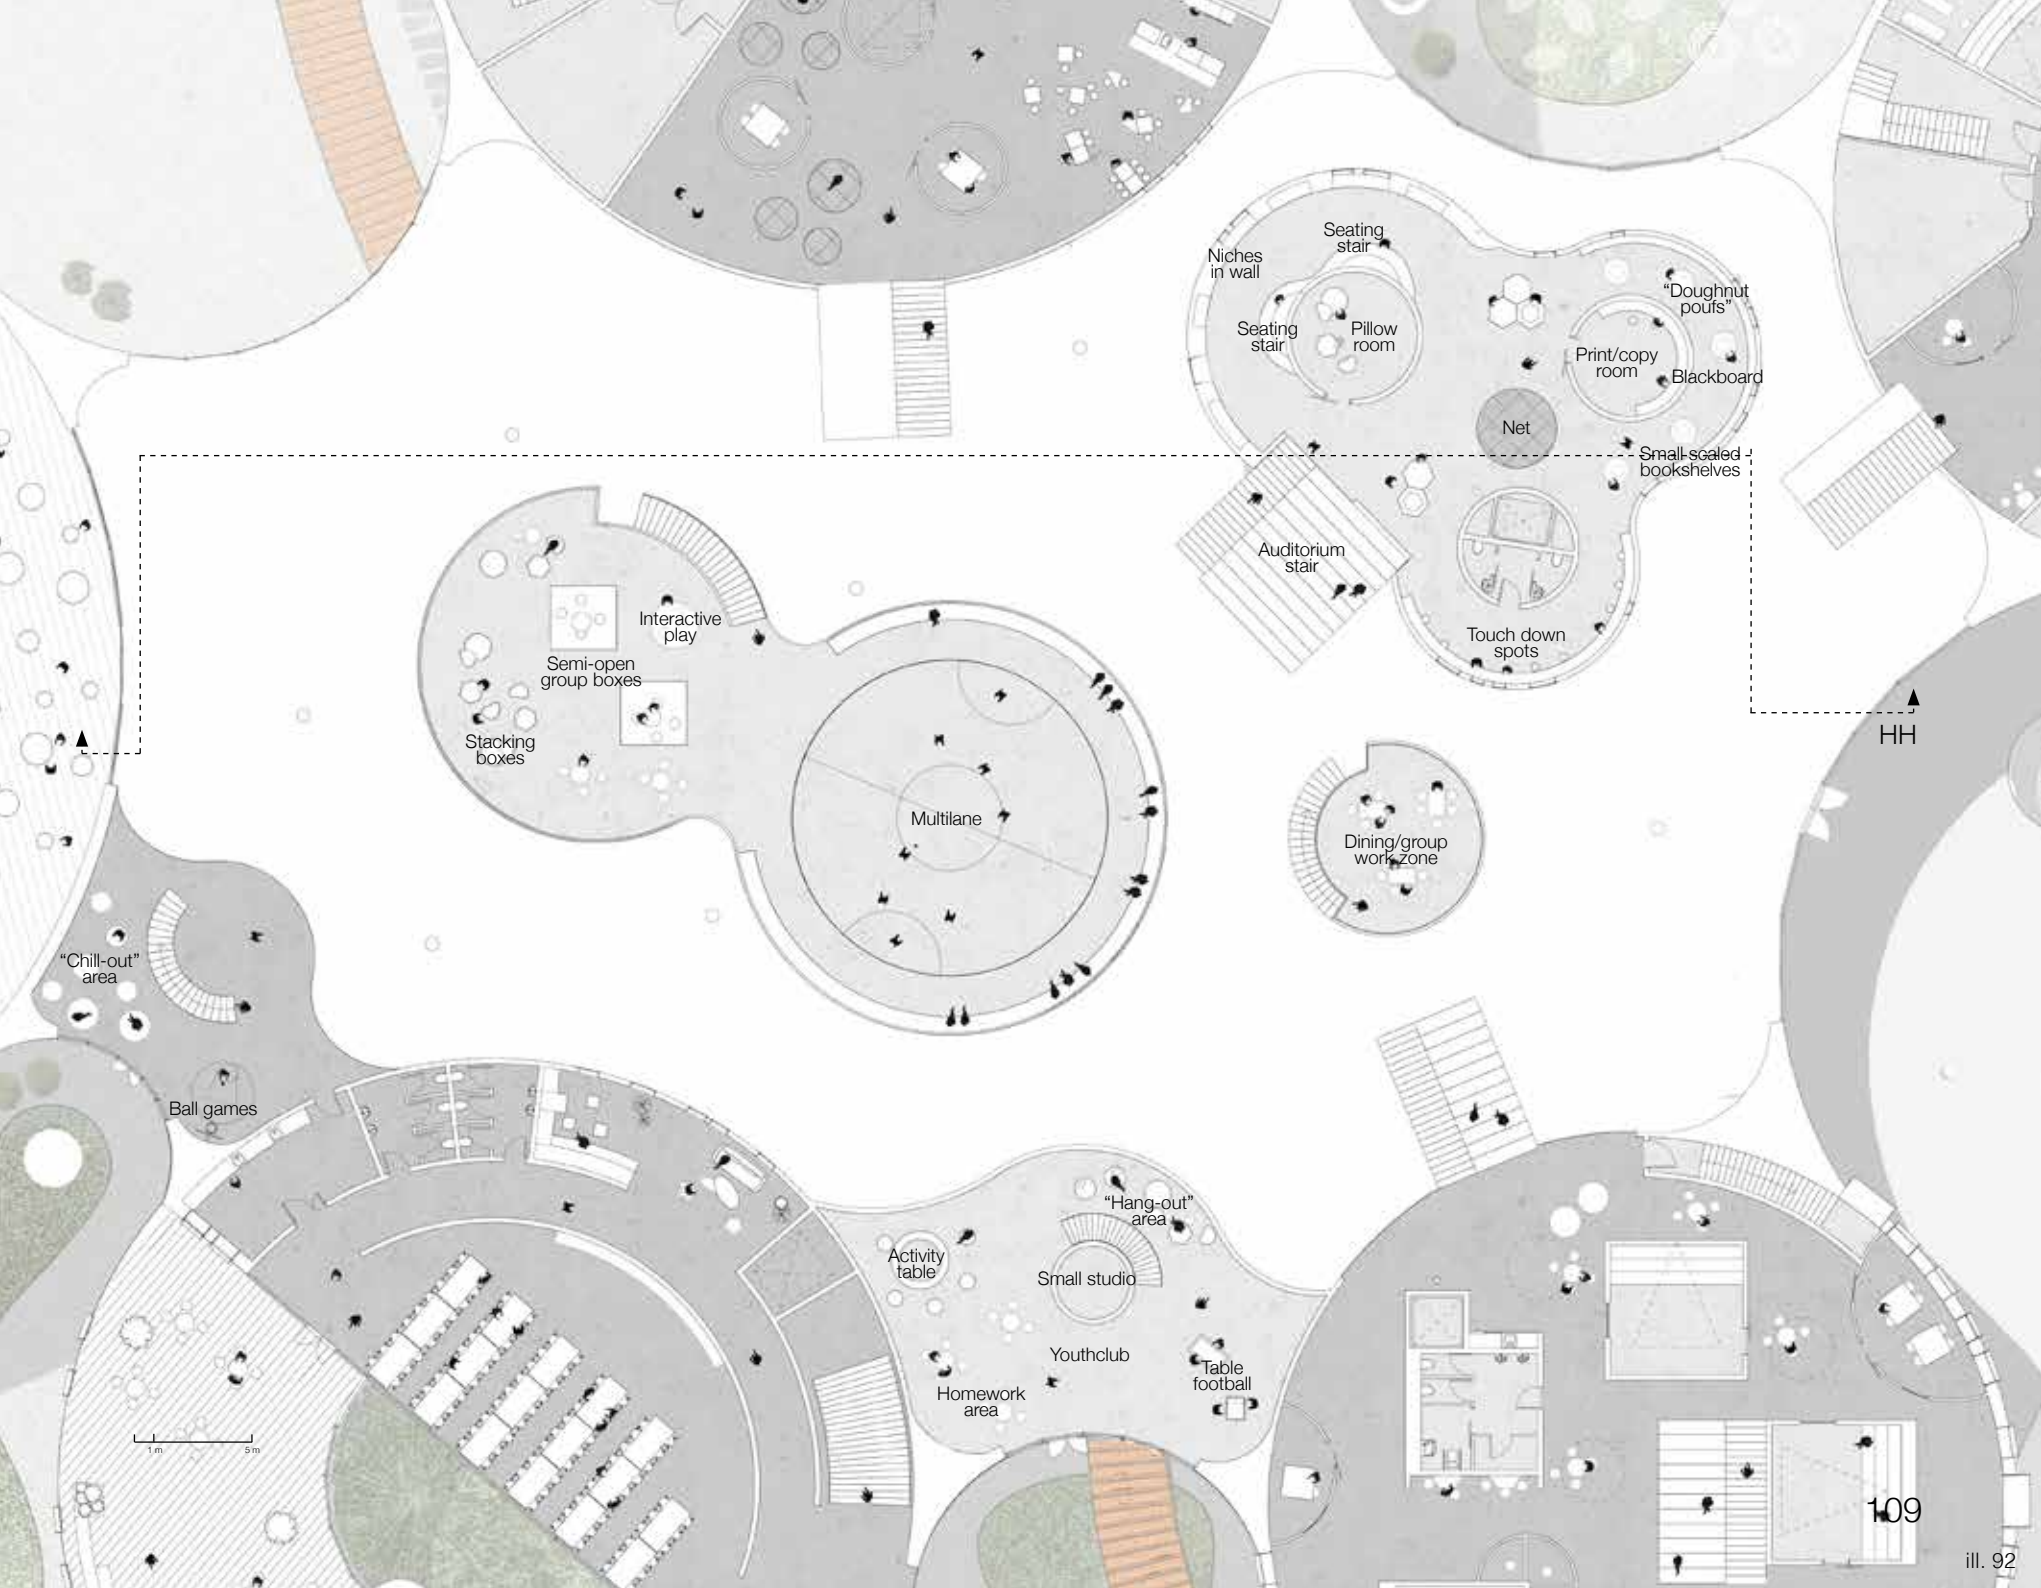 Seating
stair
Niches
in wall
"Doughnut
poufs"
Seating
stair
Pillow
room
Print/copy
room
Blackboard
Net
Small scaled
bookshelves
Auditorium
stair
Interactive
play
Touch down
spots
Semi-open
group boxes
Stacking
boxes
HH
Multilane
Dining/group
work zone
"Chill-out"
area
Ball games
"Hang-out"
area
Activity
table
Small studio
Youthclub
Table
football
Homework
area
1 m
5 m
109
ill. 92